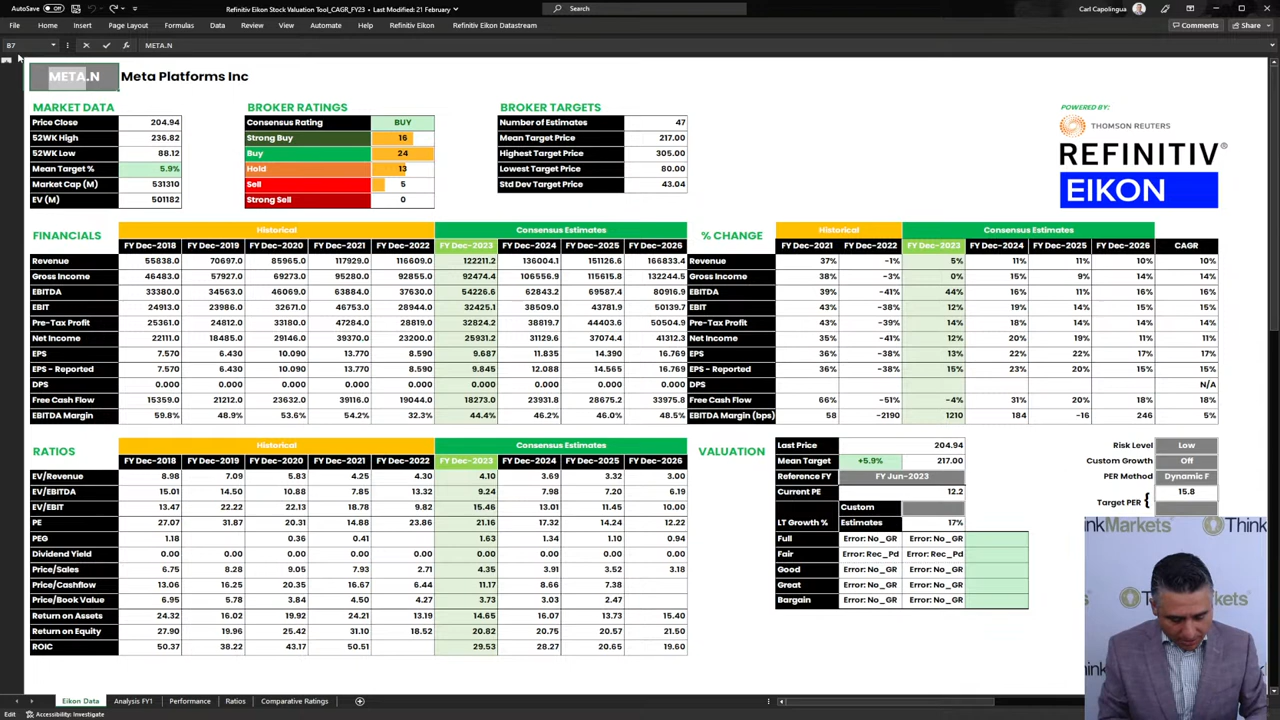 AutoSave Off Refinitiv Eikon Stock Valuation Tool_CAGR_FY23 • Last Modified: 21 February Search Carl Capolingua
File Home Insert Page Layout Formulas Data Review View Automate Help Refinitiv Eikon Refinitiv Eikon Datastream Comments Share
B7 fx META.N
META.N Meta Platforms Inc
MARKET DATA BROKER RATINGS BROKER TARGETS POWERED BY:
Price Close 204.94 Consensus Rating BUY Number of Estimates 47
52WK High 236.82 Strong Buy 16 Mean Target Price 217.00
52WK Low 88.12 Buy 24 Highest Target Price 305.00
Mean Target % 5.9% Hold 13 Lowest Target Price 80.00
Market Cap (M) 531310 Sell 5 Std Dev Target Price 43.04
EV (M) 501182 Strong Sell 0
THOMSON REUTERS
REFINITIV®
EIKON
FINANCIALS Historical Consensus Estimates % CHANGE Historical Consensus Estimates
FY Dec-2018 FY Dec-2019 FY Dec-2020 FY Dec-2021 FY Dec-2022 FY Dec-2023 FY Dec-2024 FY Dec-2025 FY Dec-2026 FY Dec-2021 FY Dec-2022 FY Dec-2023 FY Dec-2024 FY Dec-2025 FY Dec-2026 CAGR
Revenue 55838.0 70697.0 85965.0 117929.0 116609.0 122211.2 136004.1 151126.6 166833.4 Revenue 37% -1% 5% 11% 11% 10% 10%
Gross Income 46483.0 57927.0 69273.0 95280.0 92855.0 92474.4 106556.9 115615.8 132244.5 Gross Income 38% -3% 0% 15% 9% 14% 14%
EBITDA 33380.0 34563.0 46069.0 63884.0 37630.0 54226.6 62843.2 69587.4 80916.9 EBITDA 39% -41% 44% 16% 11% 16% 16%
EBIT 24913.0 23986.0 32671.0 46753.0 28944.0 32425.1 38509.0 43781.9 50139.7 EBIT 43% -38% 12% 19% 14% 15% 15%
Pre-Tax Profit 25361.0 24812.0 33180.0 47284.0 28819.0 32824.2 38819.7 44403.6 50504.9 Pre-Tax Profit 43% -39% 14% 18% 14% 14% 14%
Net Income 22111.0 18485.0 29146.0 39370.0 23200.0 25931.2 31129.6 37074.4 41312.3 Net Income 35% -41% 12% 20% 19% 11% 11%
EPS 7.570 6.430 10.090 13.770 8.590 9.687 11.835 14.390 16.769 EPS 36% -38% 13% 22% 22% 17% 17%
EPS - Reported 7.570 6.430 10.090 13.770 8.590 9.845 12.088 14.565 16.769 EPS - Reported 36% -38% 15% 23% 20% 15% 15%
DPS 0.000 0.000 0.000 0.000 0.000 0.000 0.000 0.000 0.000 DPS N/A
Free Cash Flow 15359.0 21212.0 23632.0 39116.0 19044.0 18273.0 23931.8 28675.2 33975.8 Free Cash Flow 66% -51% -4% 31% 20% 18% 18%
EBITDA Margin 59.8% 48.9% 53.6% 54.2% 32.3% 44.4% 46.2% 46.0% 48.5% EBITDA Margin (bps) 58 -2190 1210 184 -16 246 5%
RATIOS Historical Consensus Estimates VALUATION Last Price 204.94 Risk Level Low
FY Dec-2018 FY Dec-2019 FY Dec-2020 FY Dec-2021 FY Dec-2022 FY Dec-2023 FY Dec-2024 FY Dec-2025 FY Dec-2026 Mean Target +5.9% 217.00 Custom Growth Off
EV/Revenue 8.98 7.09 5.83 4.25 4.30 4.10 3.69 3.32 3.00 Reference FY FY Jun-2023 PER Method Dynamic F
EV/EBITDA 15.01 14.50 10.88 7.85 13.32 9.24 7.98 7.20 6.19 Current PE 12.2 15.8
EV/EBIT 13.47 22.22 22.13 18.78 9.82 15.46 13.00 11.45 10.00 Custom Target PER {
PE 27.07 31.87 20.31 14.88 23.86 21.16 17.32 14.24 12.22 LT Growth % Estimates 17%
PEG 1.18 0.36 0.41 1.63 1.34 1.10 0.94 Full Error: No_GR Error: No_GR
Dividend Yield 0.00 0.00 0.00 0.00 0.00 0.00 0.00 0.00 0.00 Fair Error: Rec_Pd Error: Rec_Pd
Price/Sales 6.75 8.28 9.05 7.93 2.71 4.35 3.91 3.52 3.18 Good Error: No_GR Error: No_GR
Price/Cashflow 13.06 16.25 20.35 16.67 6.44 11.17 8.66 7.38 Great Error: No_GR Error: No_GR
Price/Book Value 6.95 5.78 3.84 4.50 4.27 3.73 3.03 2.47 Bargain Error: No_GR Error: No_GR
Return on Assets 24.32 16.02 19.92 24.21 13.19 14.65 16.07 13.73 15.40
Return on Equity 27.90 19.96 25.42 31.10 18.52 20.82 20.75 20.57 21.50
ROIC 50.37 38.22 43.17 50.51 29.53 28.27 20.65 19.60
Markets Think
ThinkMarkets
Eikon Data Analysis FY1 Performance Ratios Comparative Ratings
Edit Accessibility: Investigate